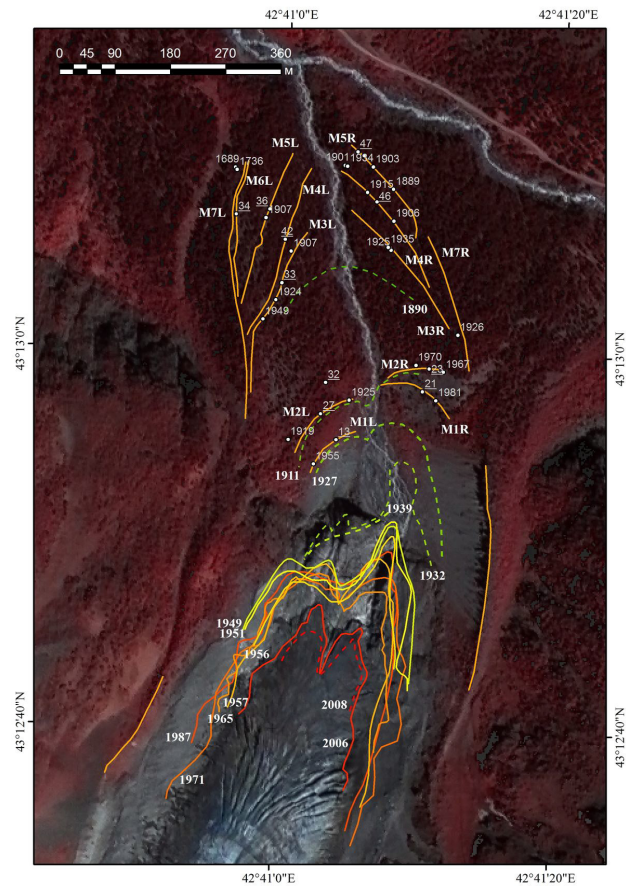 42°41'0"E 42°41'20"E
0 45 90 180 270 360
м
M5R 47
M5L
1901 1934 1903
1689 1736
M6L M4L
1915 1889
36 46
M7L 34 1907
M3L 1906
42 1907
1925 1935 M7R
M4R
33
1924
1890
1949
M3R 1926
43°13'0"N 43°13'0"N
M2R 1970
23 1967
32
21 1981
1925
M2L 27
M1L M1R
1919 13
1955
1911 1927
1939
1932
1949
1951
1956
1957
2008
1965
1987 2006
43°12'40"N 43°12'40"N
1971
42°41'0"E 42°41'20"E